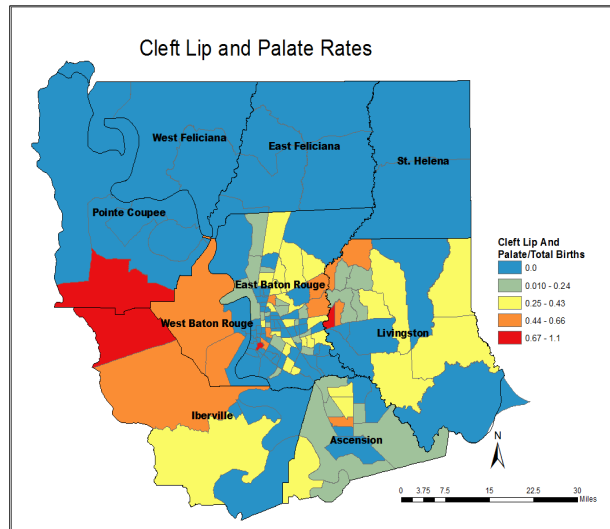 Cleft Lip and Palate Rates
West Feliciana
East Feliciana
St. Helena
Pointe Coupee
Cleft Lip And
Palate/Total Births
0.0
0.010 - 0.24
0.25 - 0.43
0.44 - 0.66
0.67 - 1.1
East Baton Rouge
West Baton Rouge
Livingston
Iberville
Ascension
N
0 3.75 7.5 15 22.5 30
Miles